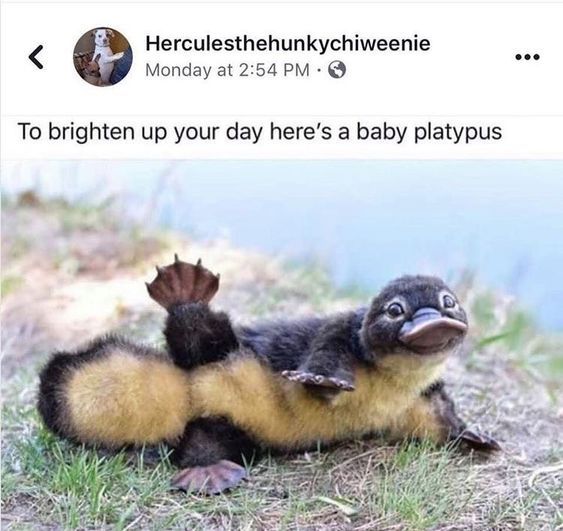 Herculesthehunkychiweenie
Monday at 2:54 PM ·
To brighten up your day here's a baby platypus